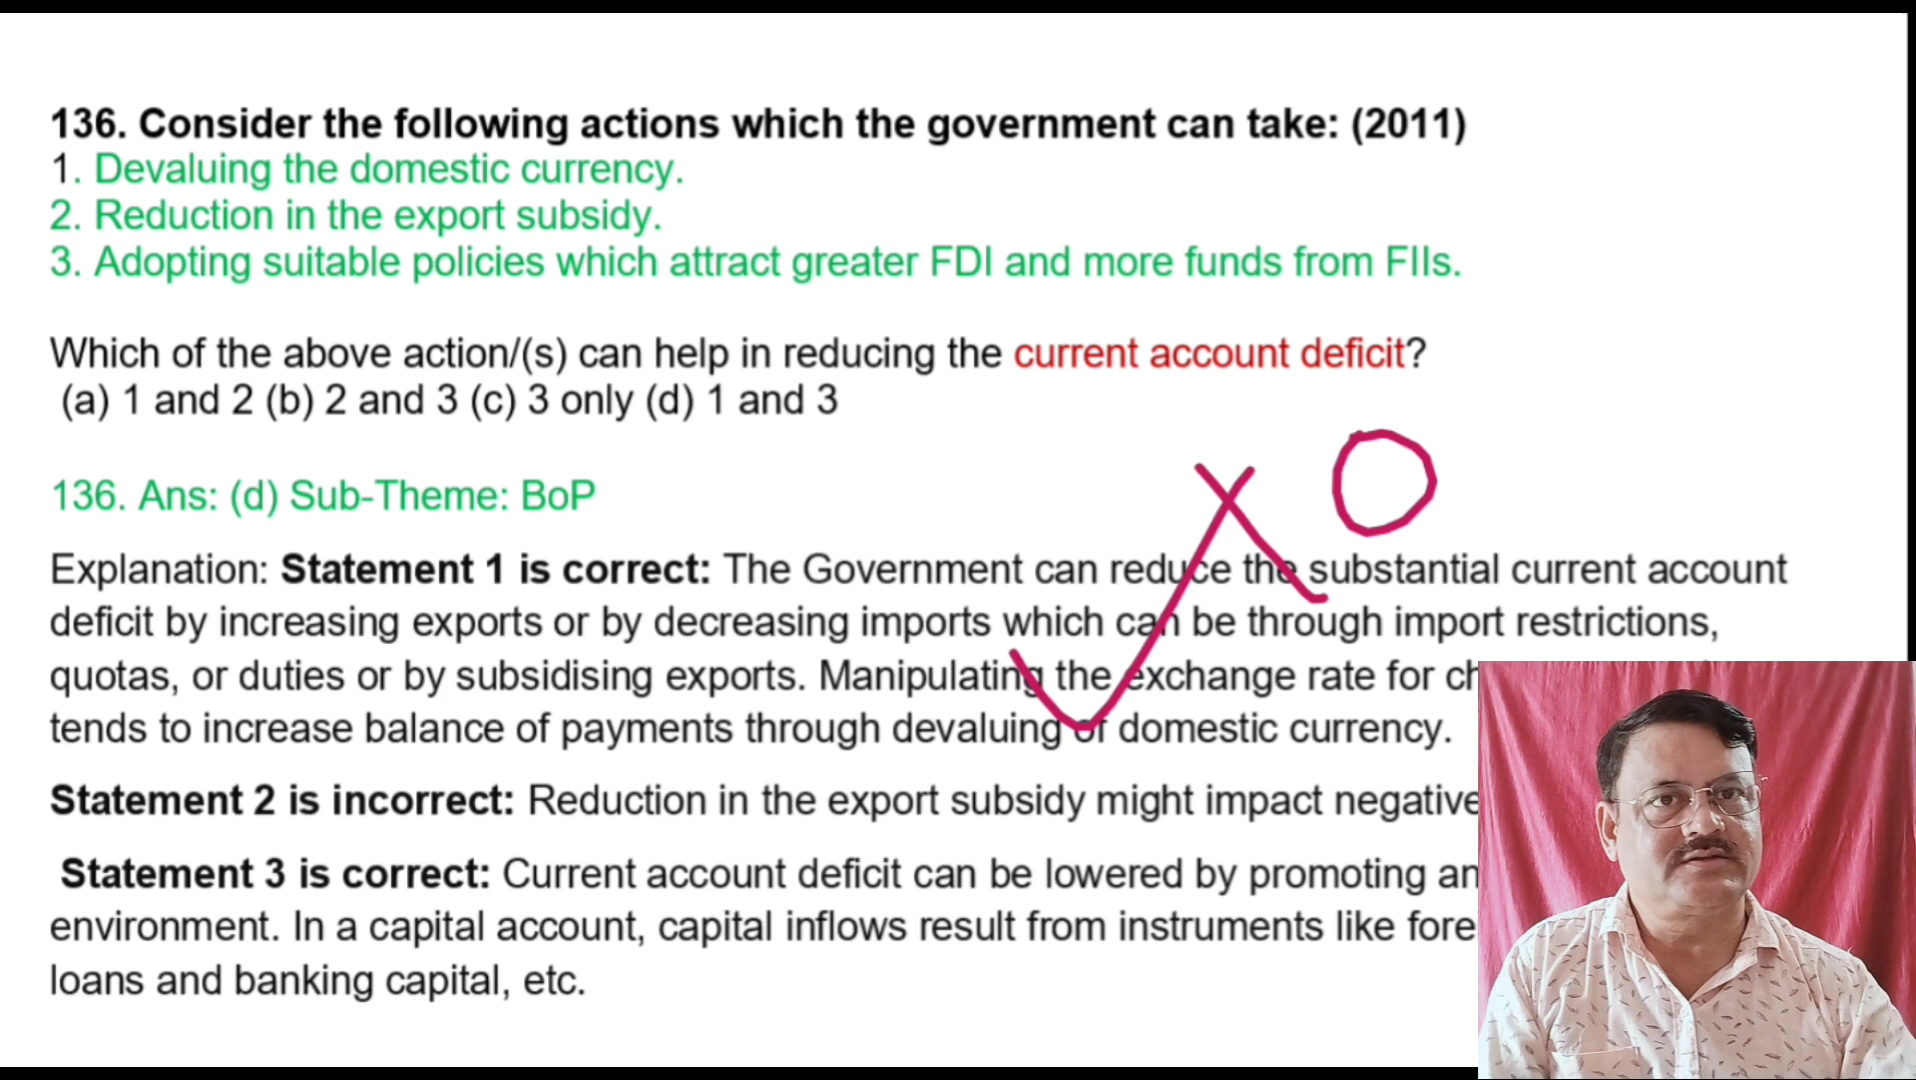 136. Consider the following actions which the government can take: (2011)
1. Devaluing the domestic currency.
2. Reduction in the export subsidy.
3. Adopting suitable policies which attract greater FDI and more funds from FIIs.
Which of the above action/(s) can help in reducing the current account deficit?
(a) 1 and 2 (b) 2 and 3 (c) 3 only (d) 1 and 3
136. Ans: (d) Sub-Theme: BoP
Explanation: Statement 1 is correct: The Government can reduce the substantial current account
deficit by increasing exports or by decreasing imports which can be through import restrictions,
quotas, or duties or by subsidising exports. Manipulating the exchange rate for
tends to increase balance of payments through devaluing of domestic currency.
Statement 2 is incorrect: Reduction in the export subsidy might impact
Statement 3 is correct: Current account deficit can be lowered by promoting
environment. In a capital account, capital inflows result from instruments like
loans and banking capital, etc.